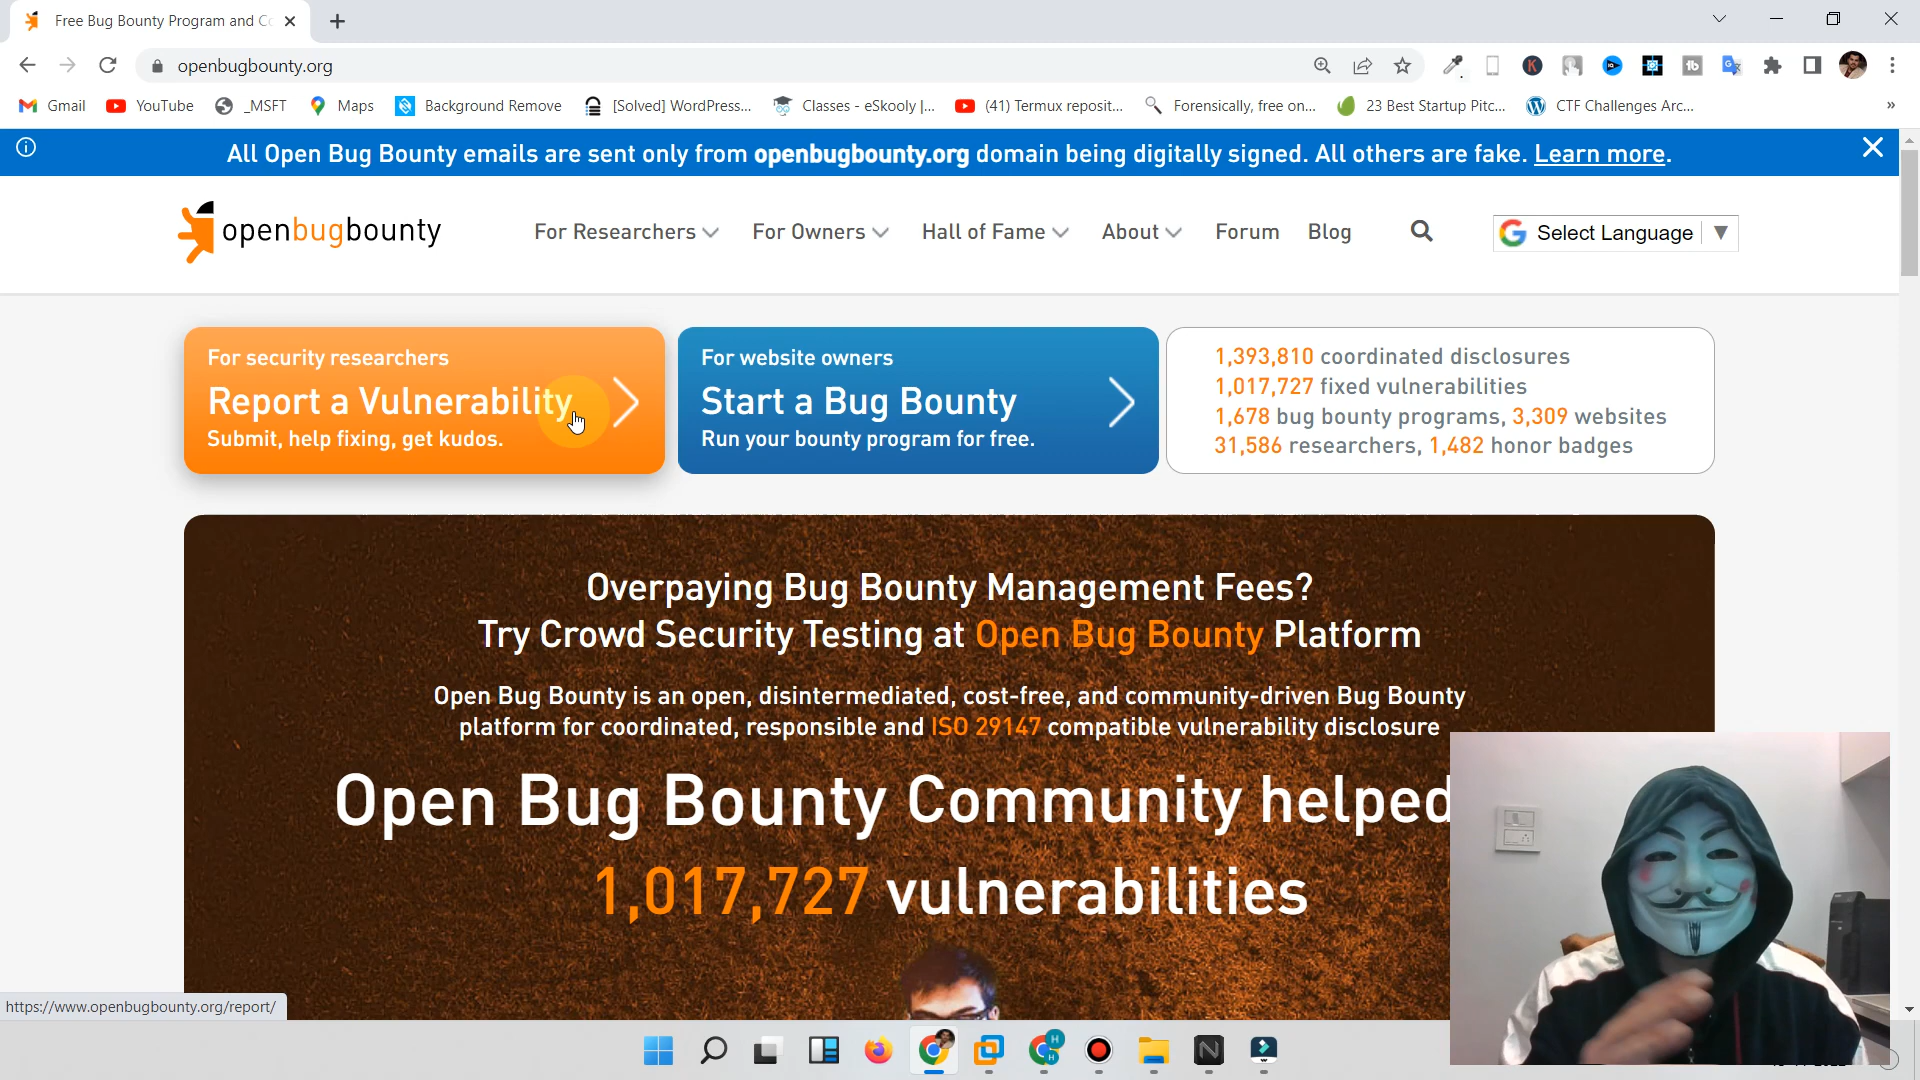 Free Bug Bounty Program and Co
openbugbounty.org
Gmail
YouTube
_MSFT
Maps
Background Remove
[Solved] WordPress...
Classes - eSkooly |...
(41) Termux reposit...
Forensically, free on...
23 Best Startup Pitc...
CTF Challenges Arc...
»
All Open Bug Bounty emails are sent only from openbugbounty.org domain being digitally signed. All others are fake. Learn more.
openbugbounty
For Researchers
For Owners
Hall of Fame
About
Forum
Blog
Select Language
For security researchers
Report a Vulnerability
Submit, help fixing, get kudos.
For website owners
Start a Bug Bounty
Run your bounty program for free.
1,393,810 coordinated disclosures
1,017,727 fixed vulnerabilities
1,678 bug bounty programs, 3,309 websites
31,586 researchers, 1,482 honor badges
Overpaying Bug Bounty Management Fees?
Try Crowd Security Testing at Open Bug Bounty Platform
Open Bug Bounty is an open, disintermediated, cost-free, and community-driven Bug Bounty
platform for coordinated, responsible and ISO 29147 compatible vulnerability disclosure
Open Bug Bounty Community helped
1,017,727 vulnerabilities
https://www.openbugbounty.org/report/